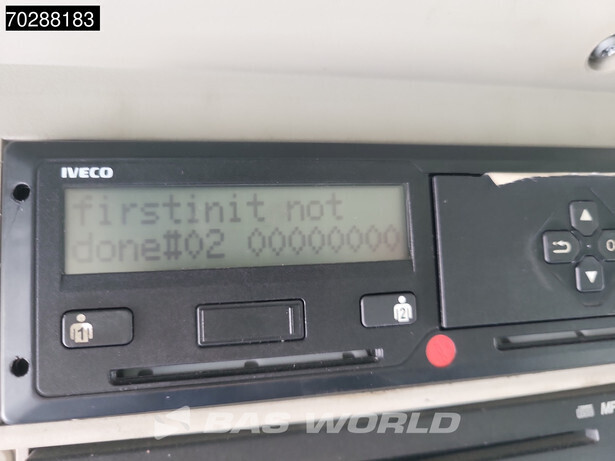 70288183
IVECO
firstinit not
done#02 00000000
1
2
BAS WORLD